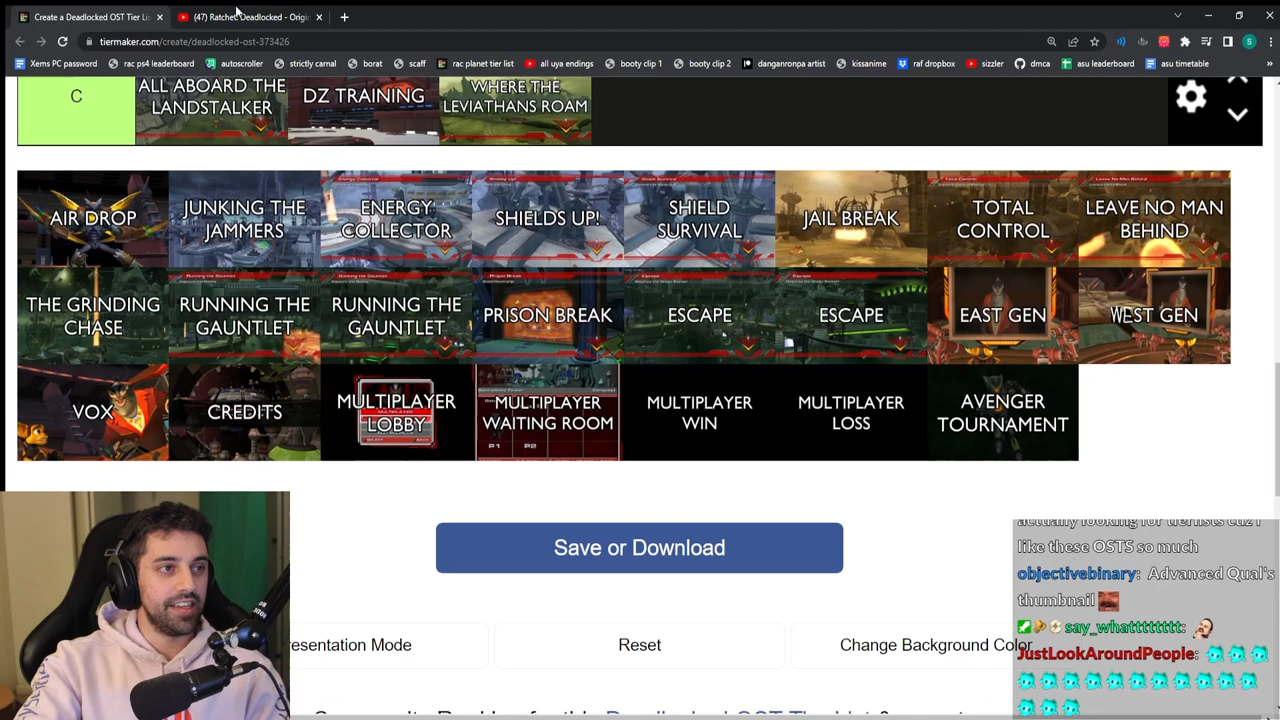 Create a Deadlocked OST Tier Lis
(47) Ratchet: Deadlocked - Origin
tiermaker.com/create/deadlocked-ost-373426
Xems PC password
rac ps4 leaderboard
autoscroller
strictly carnal
borat
scaff
rac planet tier list
all uya endings
booty clip 1
booty clip 2
danganronpa artist
kissanime
raf dropbox
sizzler
dmca
asu leaderboard
asu timetable
C
ALL ABOARD THE
LANDSTALKER
DZ TRAINING
WHERE THE
LEVIATHANS ROAM
AIR DROP
JUNKING THE
JAMMERS
ENERGY
COLLECTOR
SHIELDS UP!
SHIELD
SURVIVAL
JAIL BREAK
TOTAL
CONTROL
LEAVE NO MAN
BEHIND
THE GRINDING
CHASE
RUNNING THE
GAUNTLET
RUNNING THE
GAUNTLET
PRISON BREAK
ESCAPE
ESCAPE
EAST GEN
WEST GEN
VOX
CREDITS
MULTIPLAYER
LOBBY
MULTIPLAYER
WAITING ROOM
P1 P2
MULTIPLAYER
WIN
MULTIPLAYER
LOSS
AVENGER
TOURNAMENT
Save or Download
esentation Mode
Reset
Change Background Color
actually looking for tierlists cuz I
like these OSTS so much
objectivebinary: Advanced Qual's
thumbnail
say_whattttttttt:
JustLookAroundPeople: